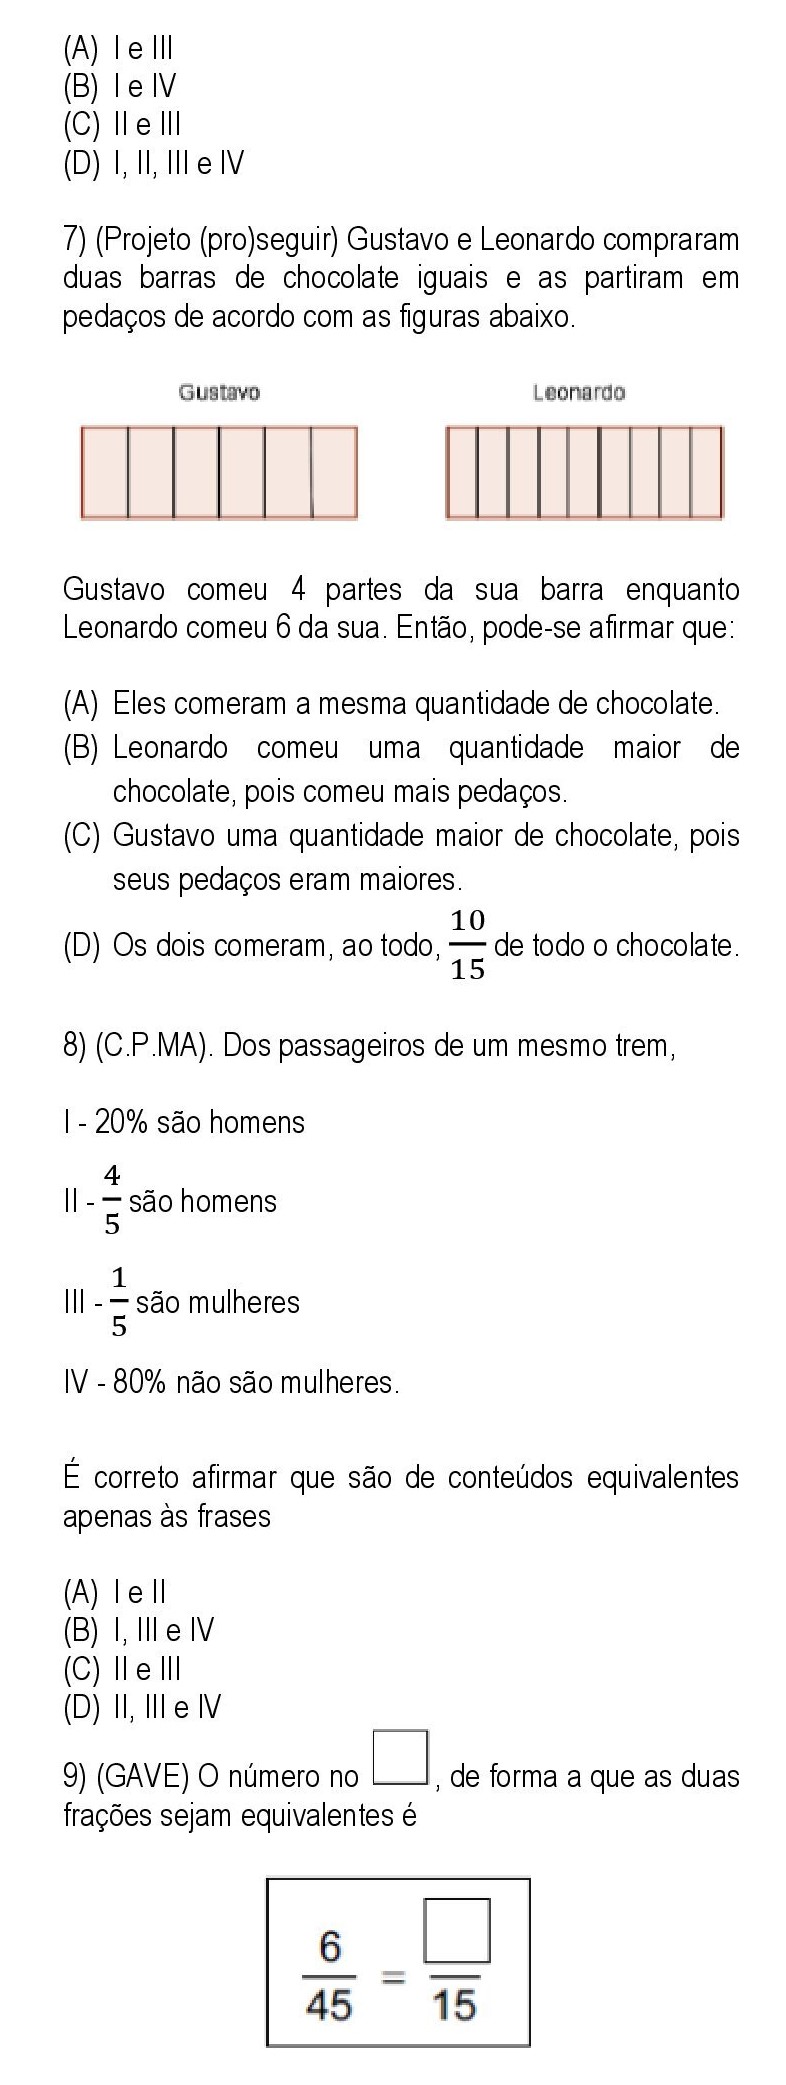 (A) I e III
(B) I e IV
(C) II e III
(D) I, II, III e IV
7) (Projeto (pro)seguir) Gustavo e Leonardo compraram
duas barras de chocolate iguais e as partiram em
pedaços de acordo com as figuras abaixo.
Gustavo Leonardo
Gustavo comeu 4 partes da sua barra enquanto
Leonardo comeu 6 da sua. Então, pode-se afirmar que:
(A) Eles comeram a mesma quantidade de chocolate.
(B) Leonardo comeu uma quantidade maior de
chocolate, pois comeu mais pedaços.
(C) Gustavo uma quantidade maior de chocolate, pois
seus pedaços eram maiores.
(D) Os dois comeram, ao todo, 10/15 de todo o chocolate.
8) (C.P.MA). Dos passageiros de um mesmo trem,
I - 20% são homens
II - 4/5 são homens
III - 1/5 são mulheres
IV - 80% não são mulheres.
É correto afirmar que são de conteúdos equivalentes
apenas às frases
(A) I e II
(B) I, III e IV
(C) II e III
(D) II, III e IV
9) (GAVE) O número no □, de forma a que as duas
frações sejam equivalentes é
6/45 = □/15